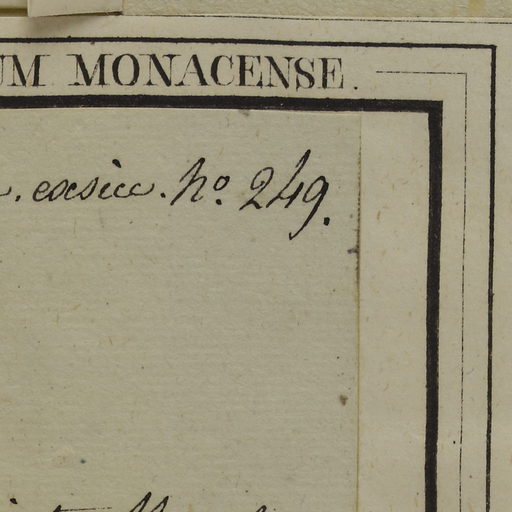 UM MONACENSE.
. exsicc. No. 249.